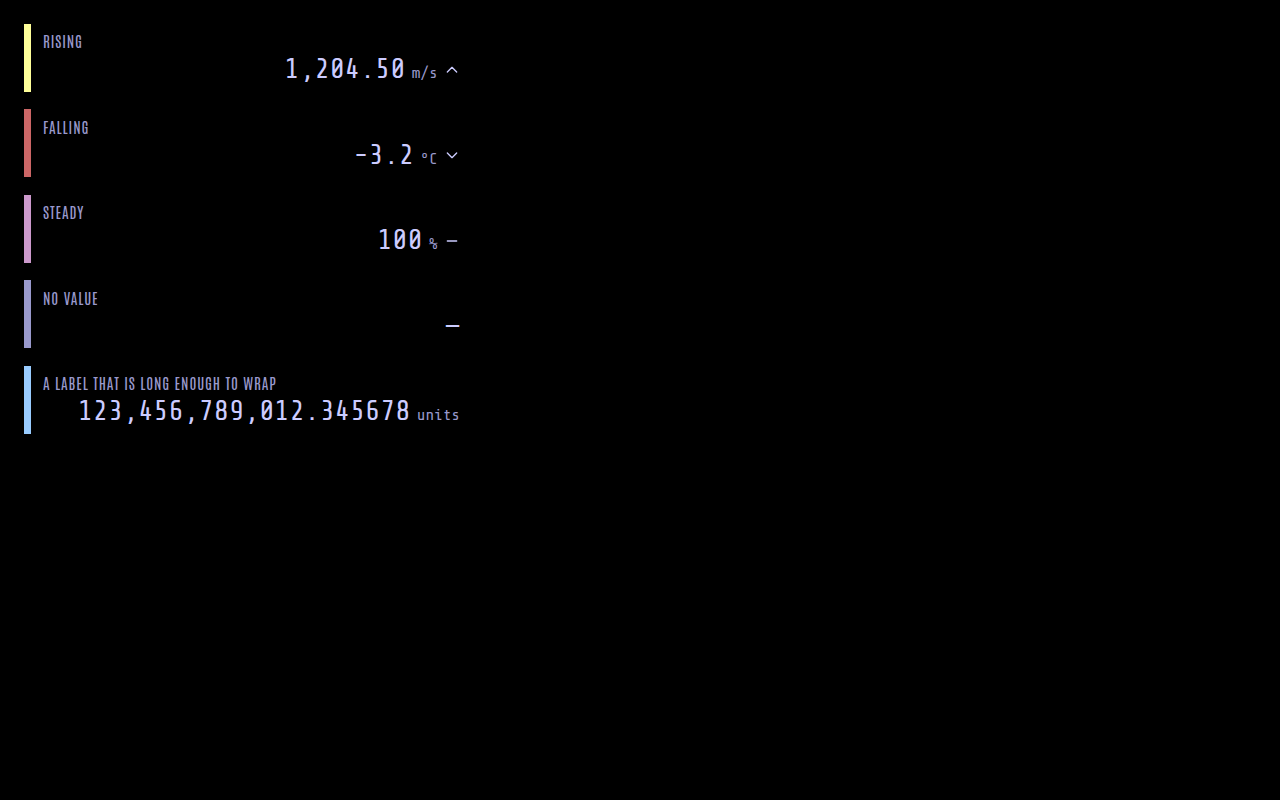 RISING
1,204.50 m/s
FALLING
−3.2 °C
STEADY
100 % —
NO VALUE
—
A LABEL THAT IS LONG ENOUGH TO WRAP
123,456,789,012.345678 units